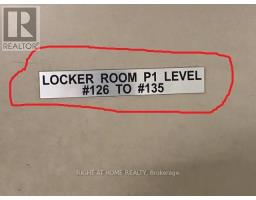 REALTOR®
LOCKER ROOM P1 LEVEL
#126 TO #135
RIGHT AT HOME REALTY, Brokerage